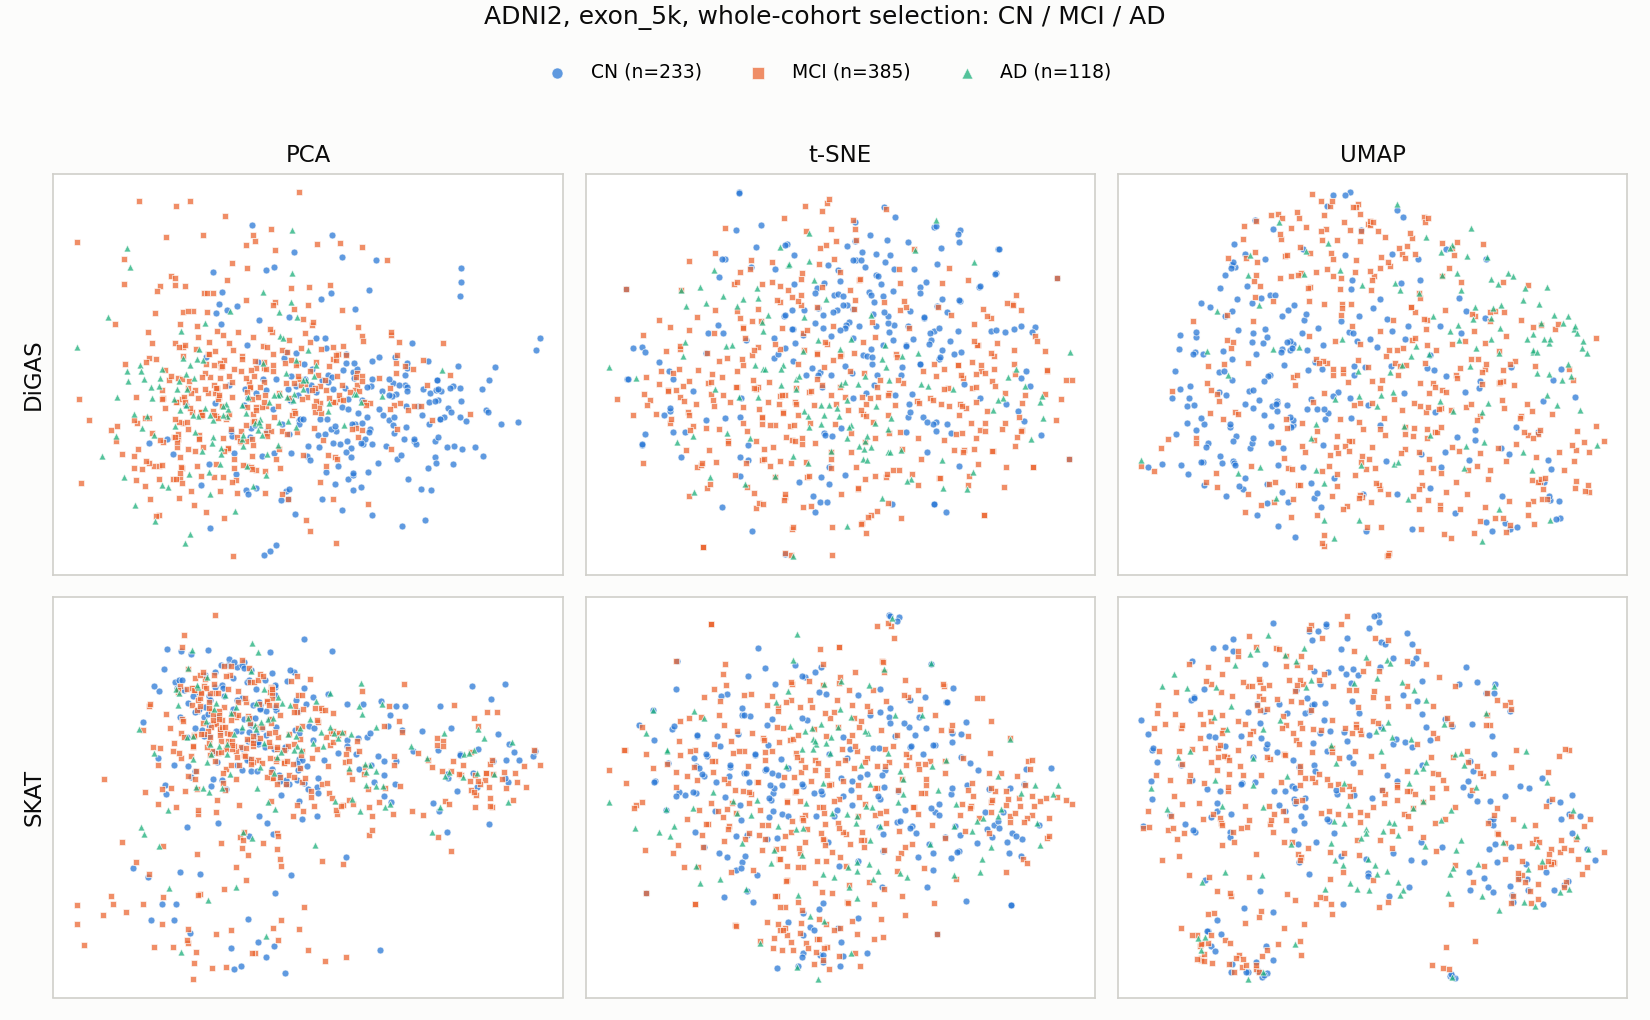 ADNI2, exon_5k, whole-cohort selection: CN / MCI / AD
CN (n=233) MCI (n=385) AD (n=118)
PCA t-SNE UMAP
DiGAS
SKAT